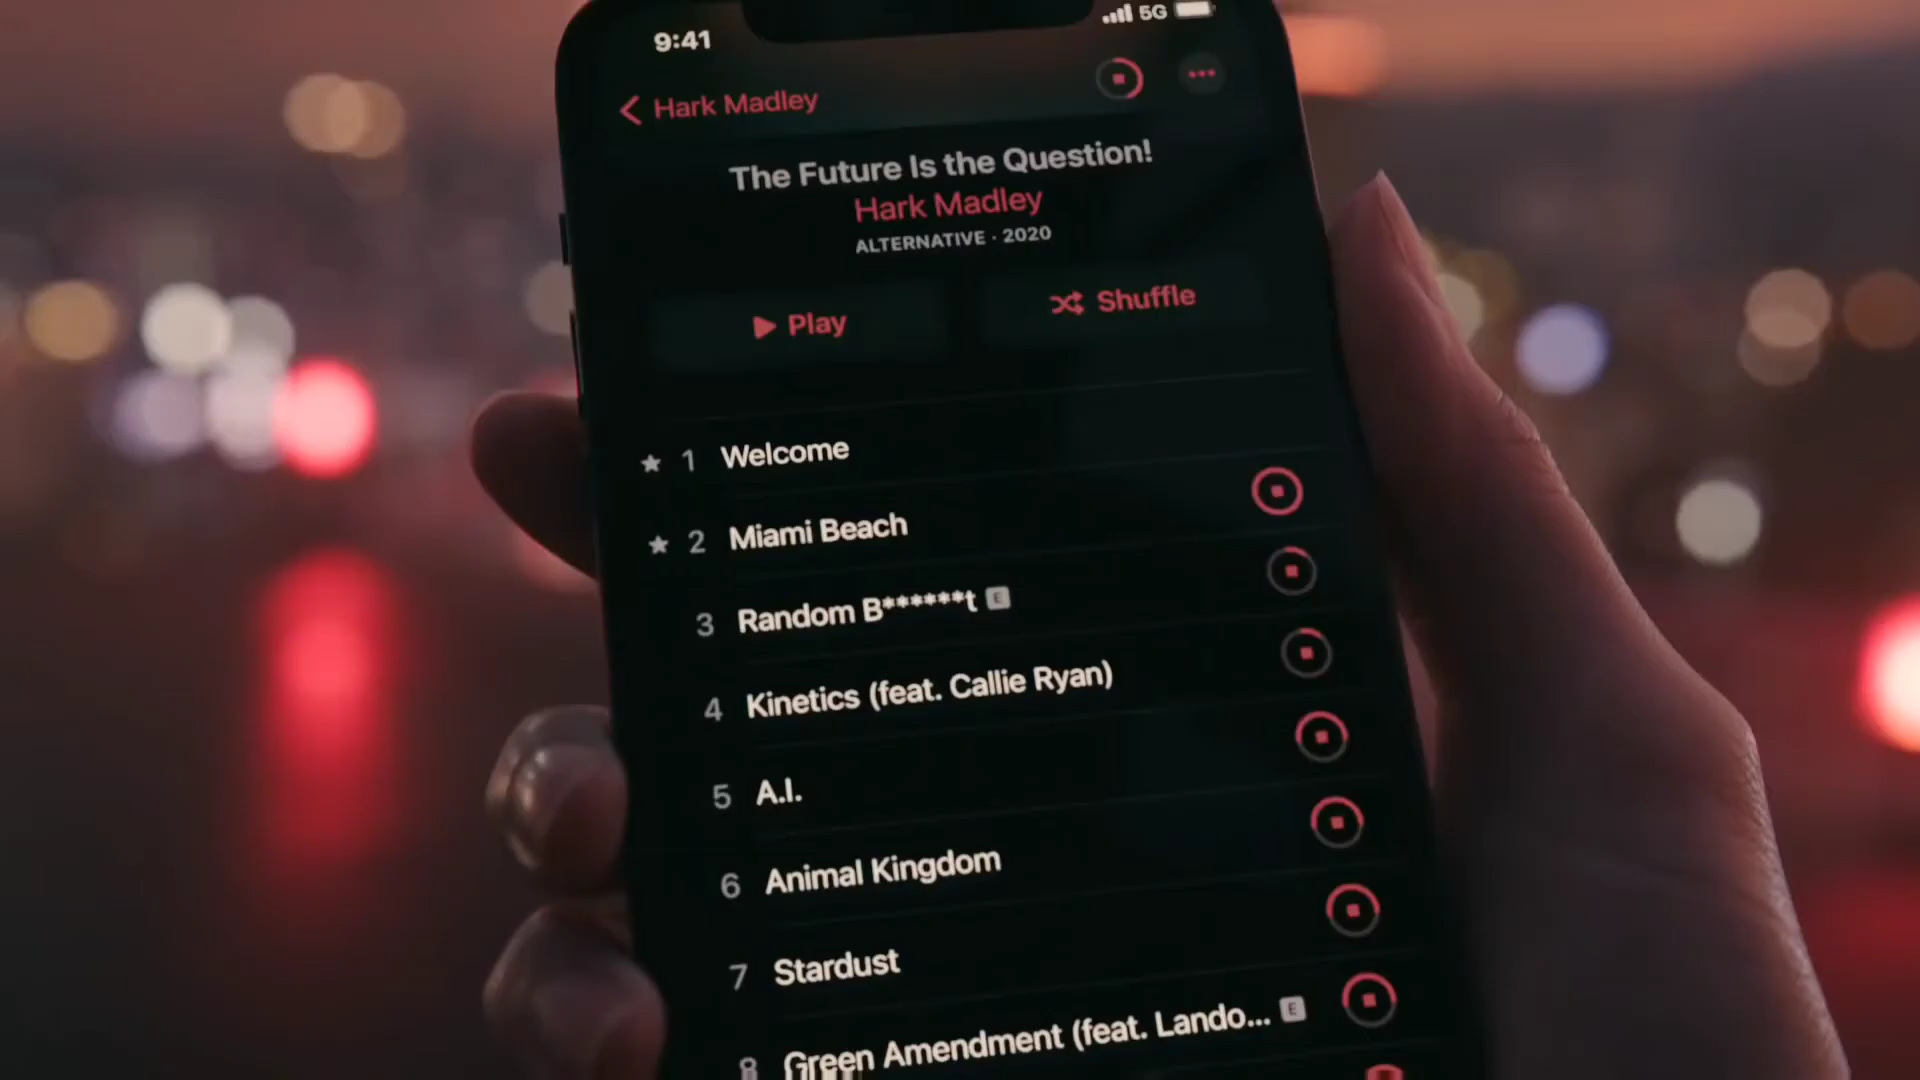 9:41
5G
Hark Madley
The Future Is the Question!
Hark Madley
ALTERNATIVE · 2020
Play
Shuffle
1 Welcome
2 Miami Beach
3 Random B******t E
4 Kinetics (feat. Callie Ryan)
5 A.I.
6 Animal Kingdom
7 Stardust
8 Green Amendment (feat. Lando... E